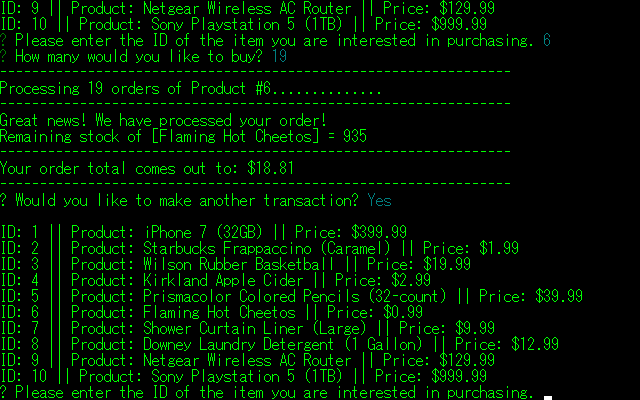 ID: 9 || Product: Netgear Wireless AC Router || Price: $129.99
ID: 10 || Product: Sony Playstation 5 (1TB) || Price: $999.99
? Please enter the ID of the item you are interested in purchasing. 6
? How many would you like to buy? 19
------------------------------------------------------------
Processing 19 orders of Product #6..............
------------------------------------------------------------
Great news! We have processed your order!
Remaining stock of [Flaming Hot Cheetos] = 935
------------------------------------------------------------
Your order total comes out to: $18.81
------------------------------------------------------------
? Would you like to make another transaction? Yes
ID: 1 || Product: iPhone 7 (32GB) || Price: $399.99
ID: 2 || Product: Starbucks Frappaccino (Caramel) || Price: $1.99
ID: 3 || Product: Wilson Rubber Basketball || Price: $19.99
ID: 4 || Product: Kirkland Apple Cider || Price: $2.99
ID: 5 || Product: Prismacolor Colored Pencils (32-count) || Price: $39.99
ID: 6 || Product: Flaming Hot Cheetos || Price: $0.99
ID: 7 || Product: Shower Curtain Liner (Large) || Price: $9.99
ID: 8 || Product: Downey Laundry Detergent (1 Gallon) || Price: $12.99
ID: 9 || Product: Netgear Wireless AC Router || Price: $129.99
ID: 10 || Product: Sony Playstation 5 (1TB) || Price: $999.99
? Please enter the ID of the item you are interested in purchasing.